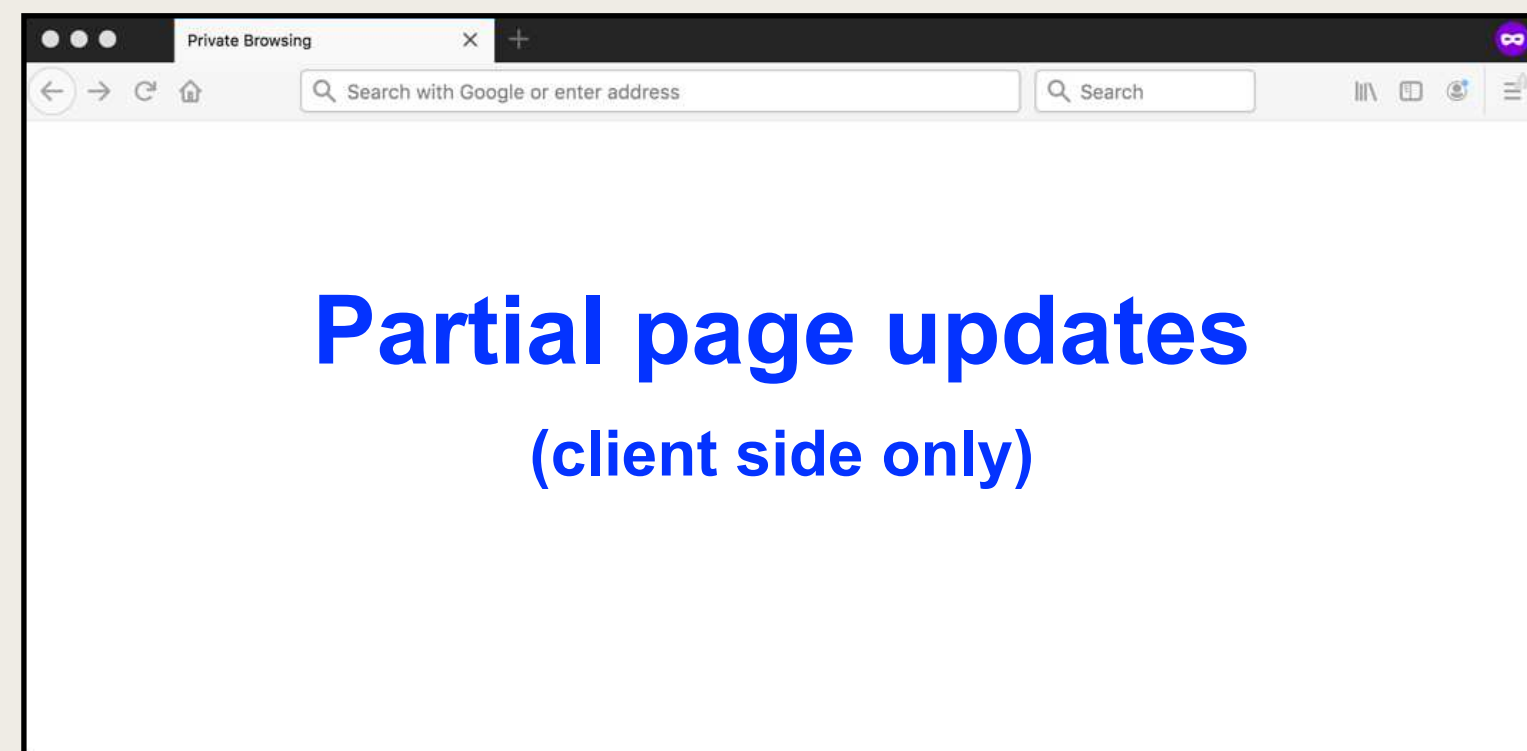 Private Browsing
Search with Google or enter address
Search
Partial page updates
(client side only)